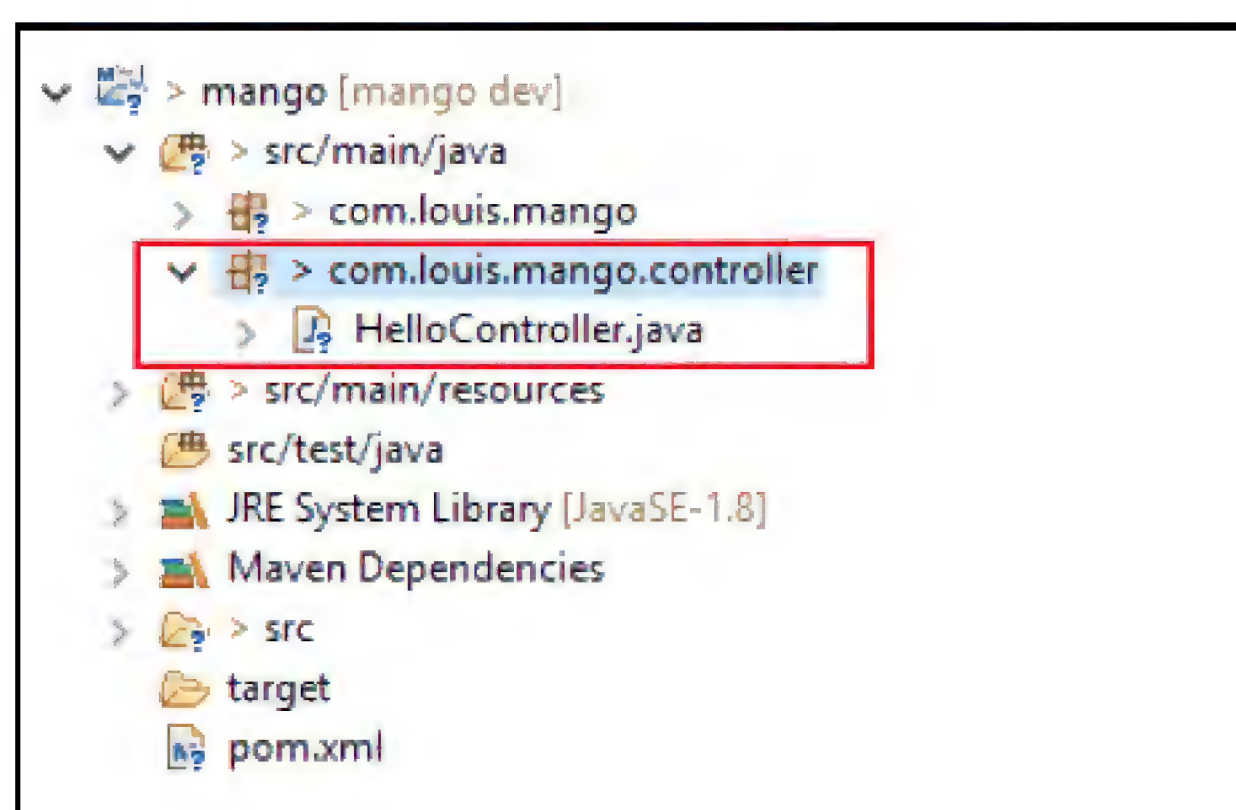 > mango [mango dev]
> src/main/java
> com.louis.mango
> com.louis.mango.controller
HelloController.java
> src/main/resources
src/test/java
JRE System Library [JavaSE-1.8]
Maven Dependencies
> src
target
pom.xml